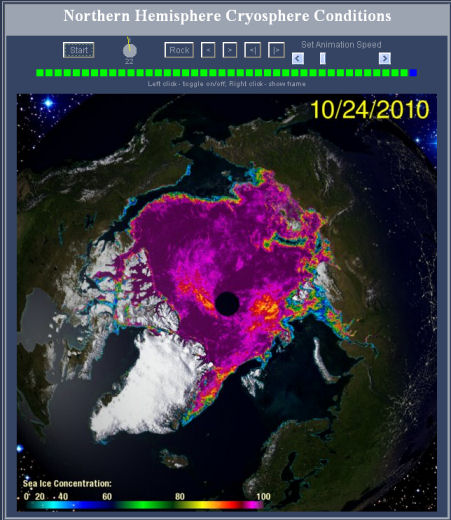 Northern Hemisphere Cryosphere Conditions
Start
22
Rock
<
>
<|
|>
Set Animation Speed
<
>
Left click - toggle on/off; Right click - show frame
10/24/2010
Sea Ice Concentration:
0 20 40 60 80 100